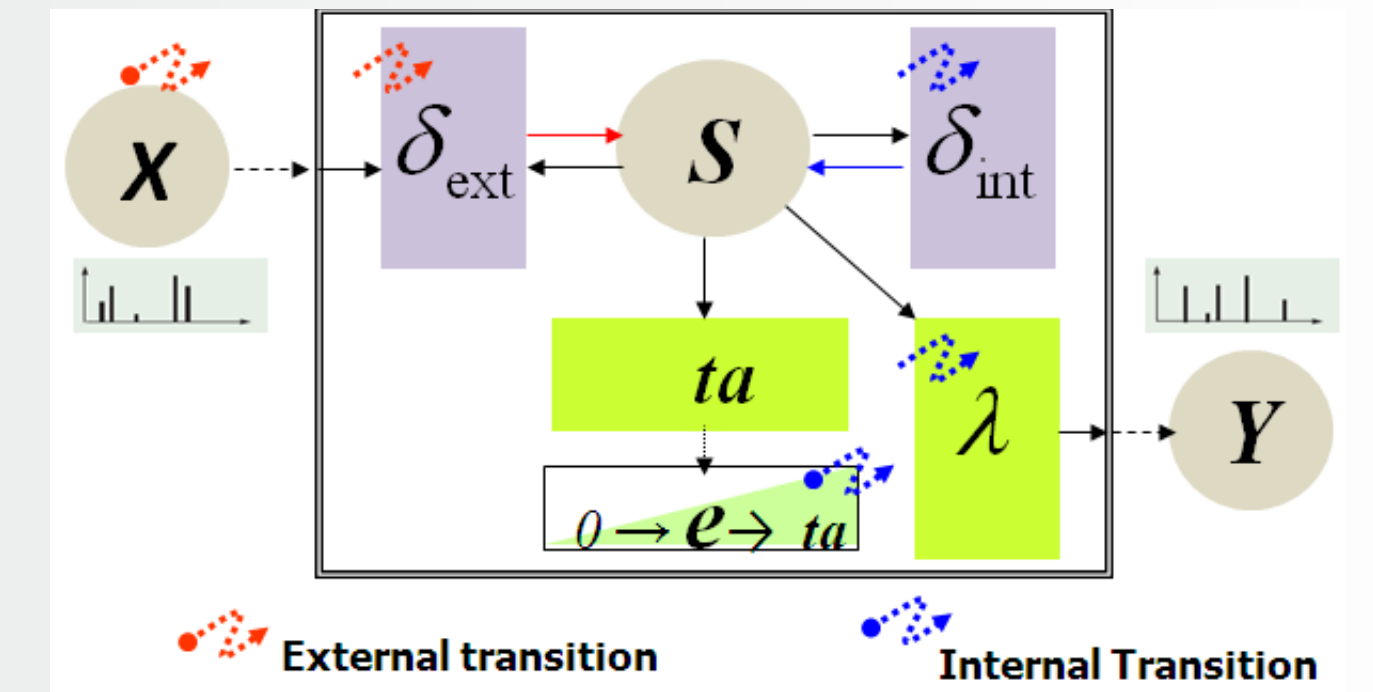 X
δext
S
δint
ta
λ
Y
0 → e → ta
External transition
Internal Transition